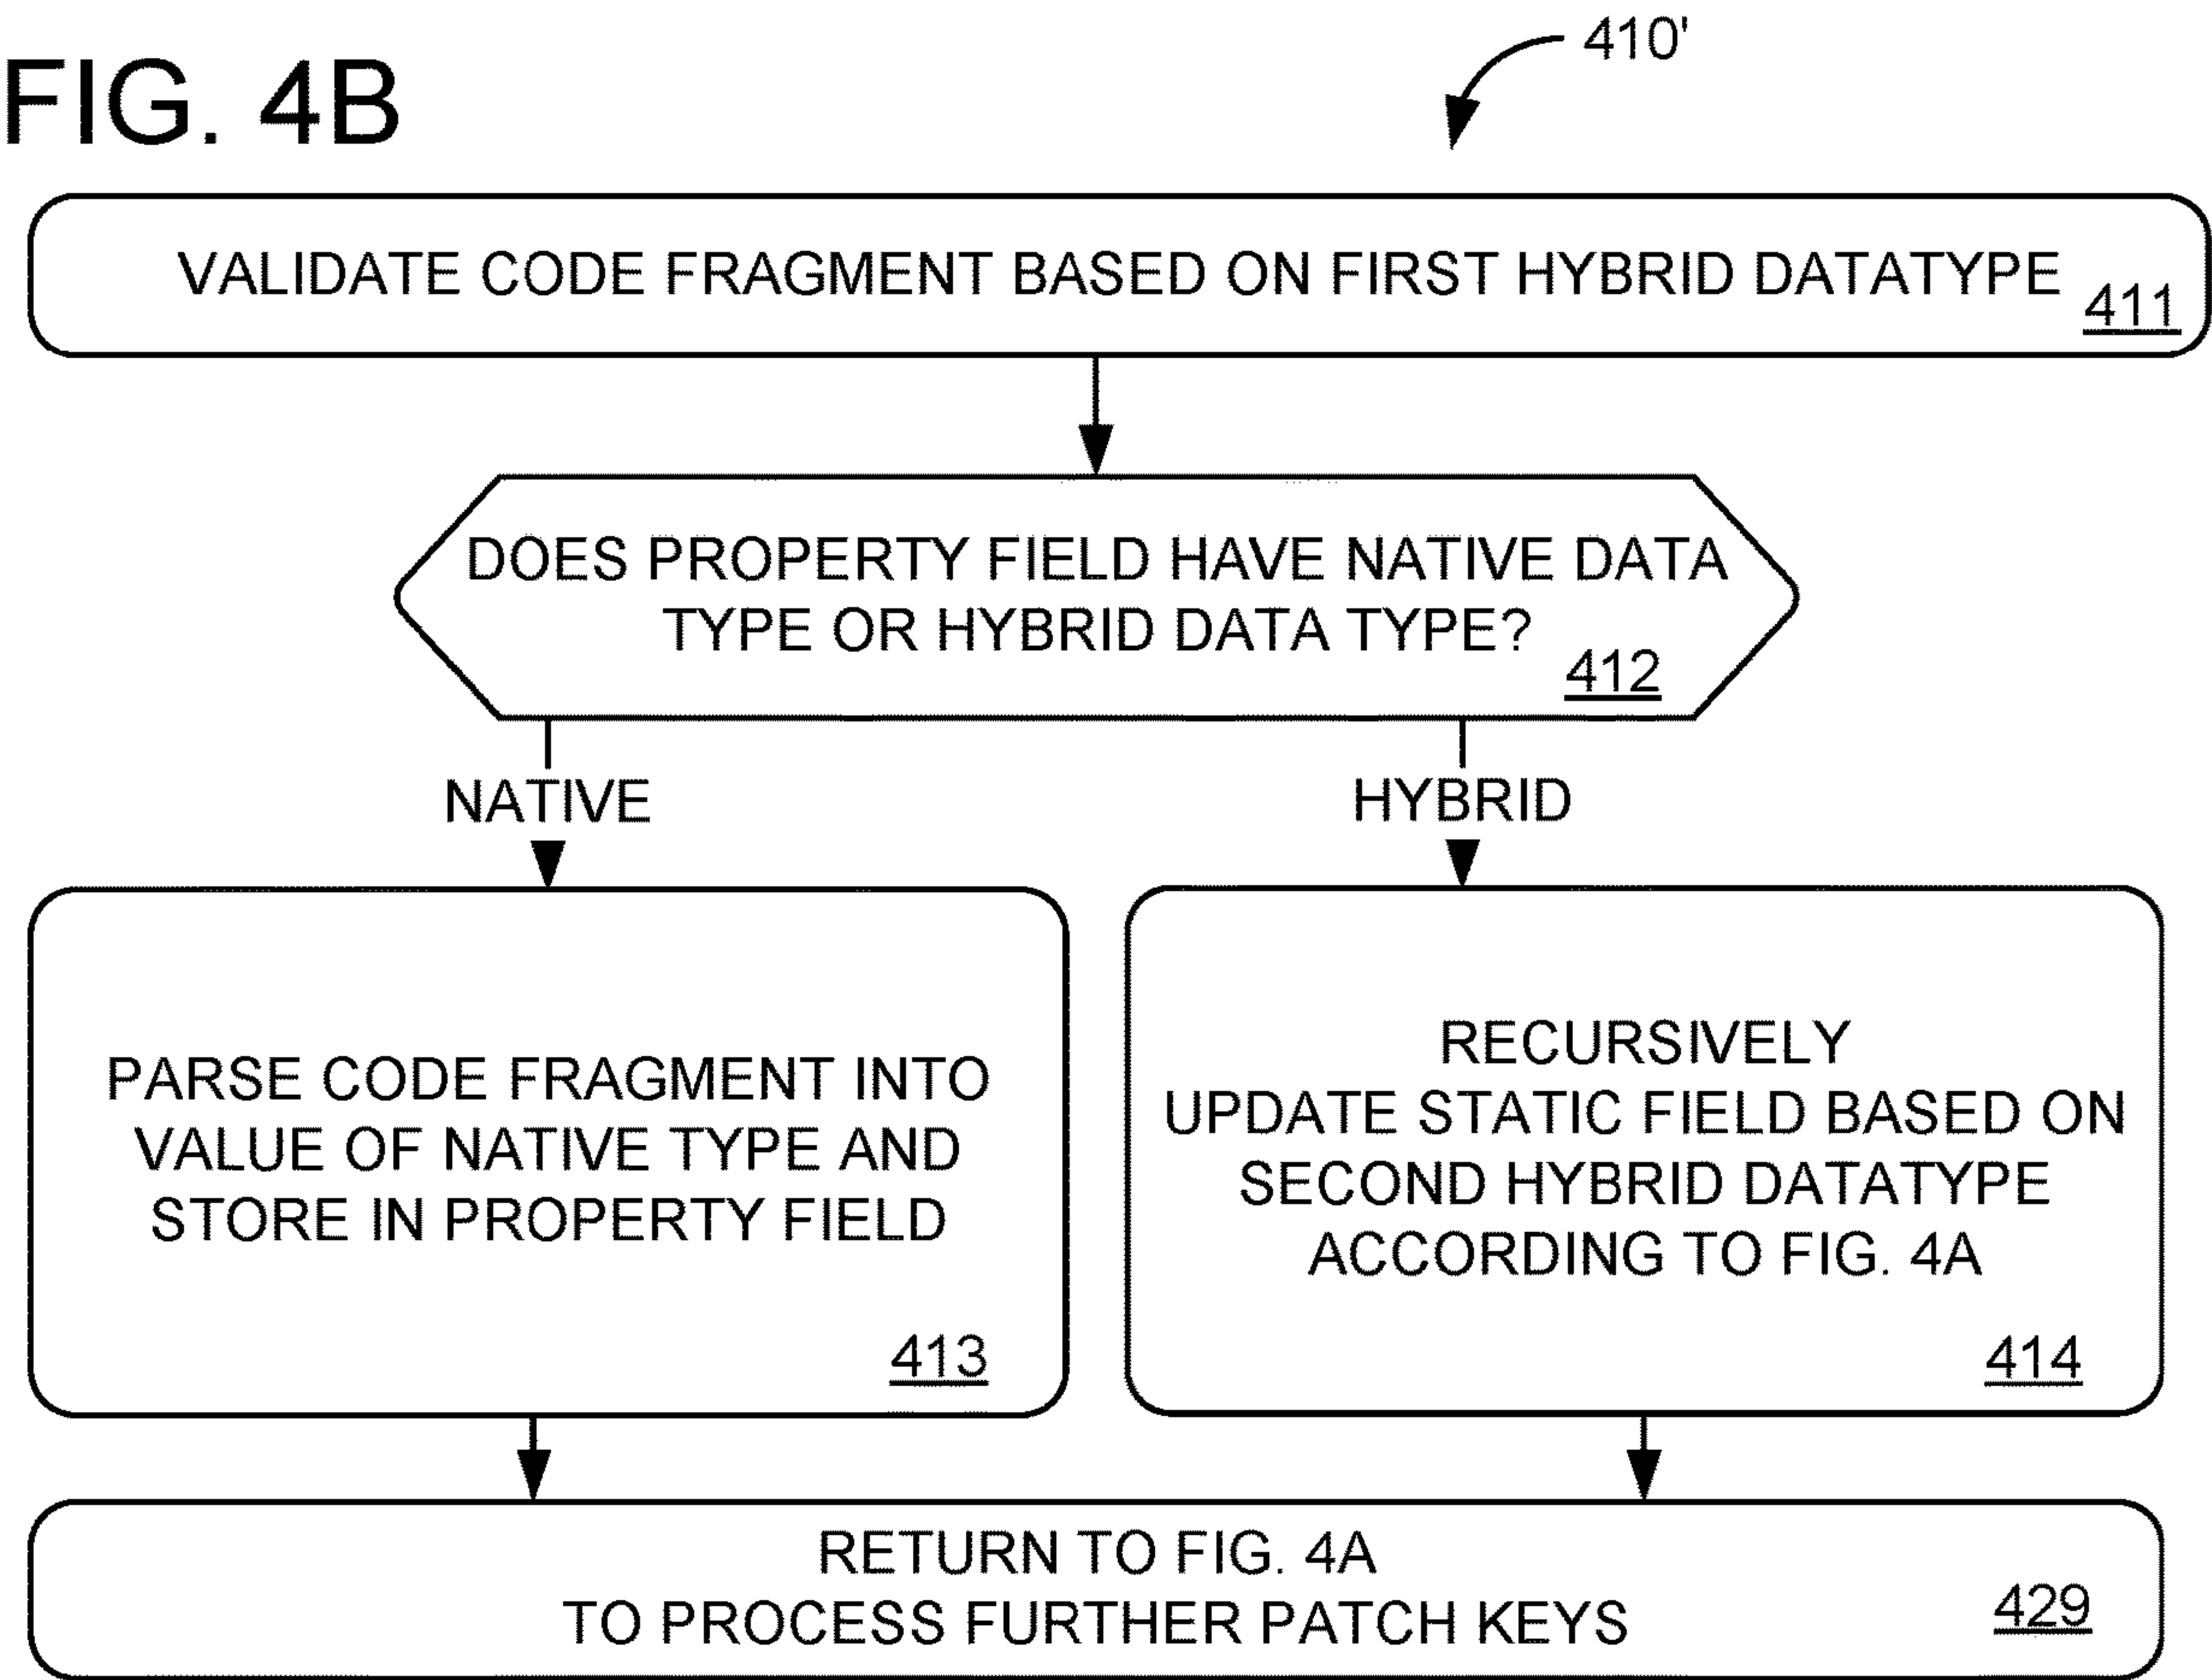 410'
FIG. 4B
VALIDATE CODE FRAGMENT BASED ON FIRST HYBRID DATATYPE
411
DOES PROPERTY FIELD HAVE NATIVE DATA
TYPE OR HYBRID DATA TYPE?
412
NATIVE
HYBRID
PARSE CODE FRAGMENT INTO
VALUE OF NATIVE TYPE AND
STORE IN PROPERTY FIELD
413
RECURSIVELY
UPDATE STATIC FIELD BASED ON
SECOND HYBRID DATATYPE
ACCORDING TO FIG. 4A
414
RETURN TO FIG. 4A
TO PROCESS FURTHER PATCH KEYS
429